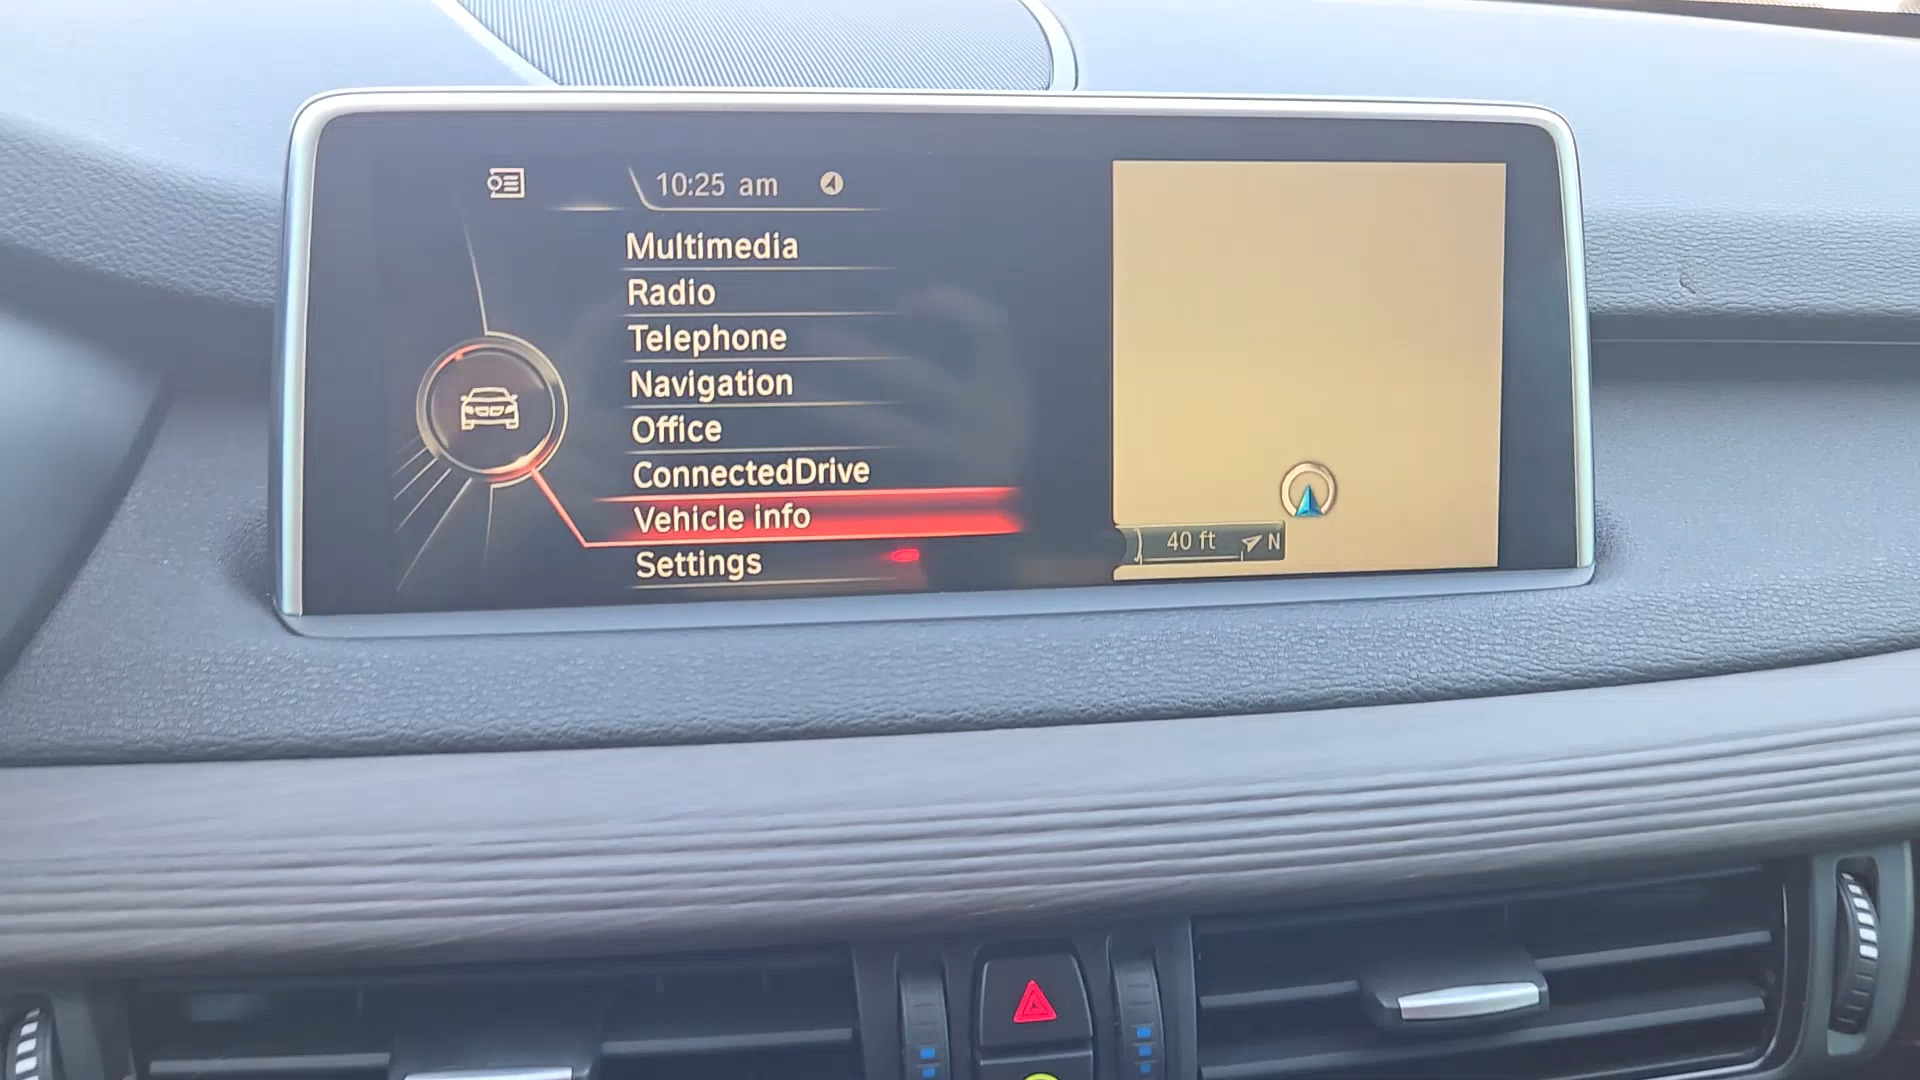 10:25 am
Multimedia
Radio
Telephone
Navigation
Office
ConnectedDrive
Vehicle info
Settings
40 ft N